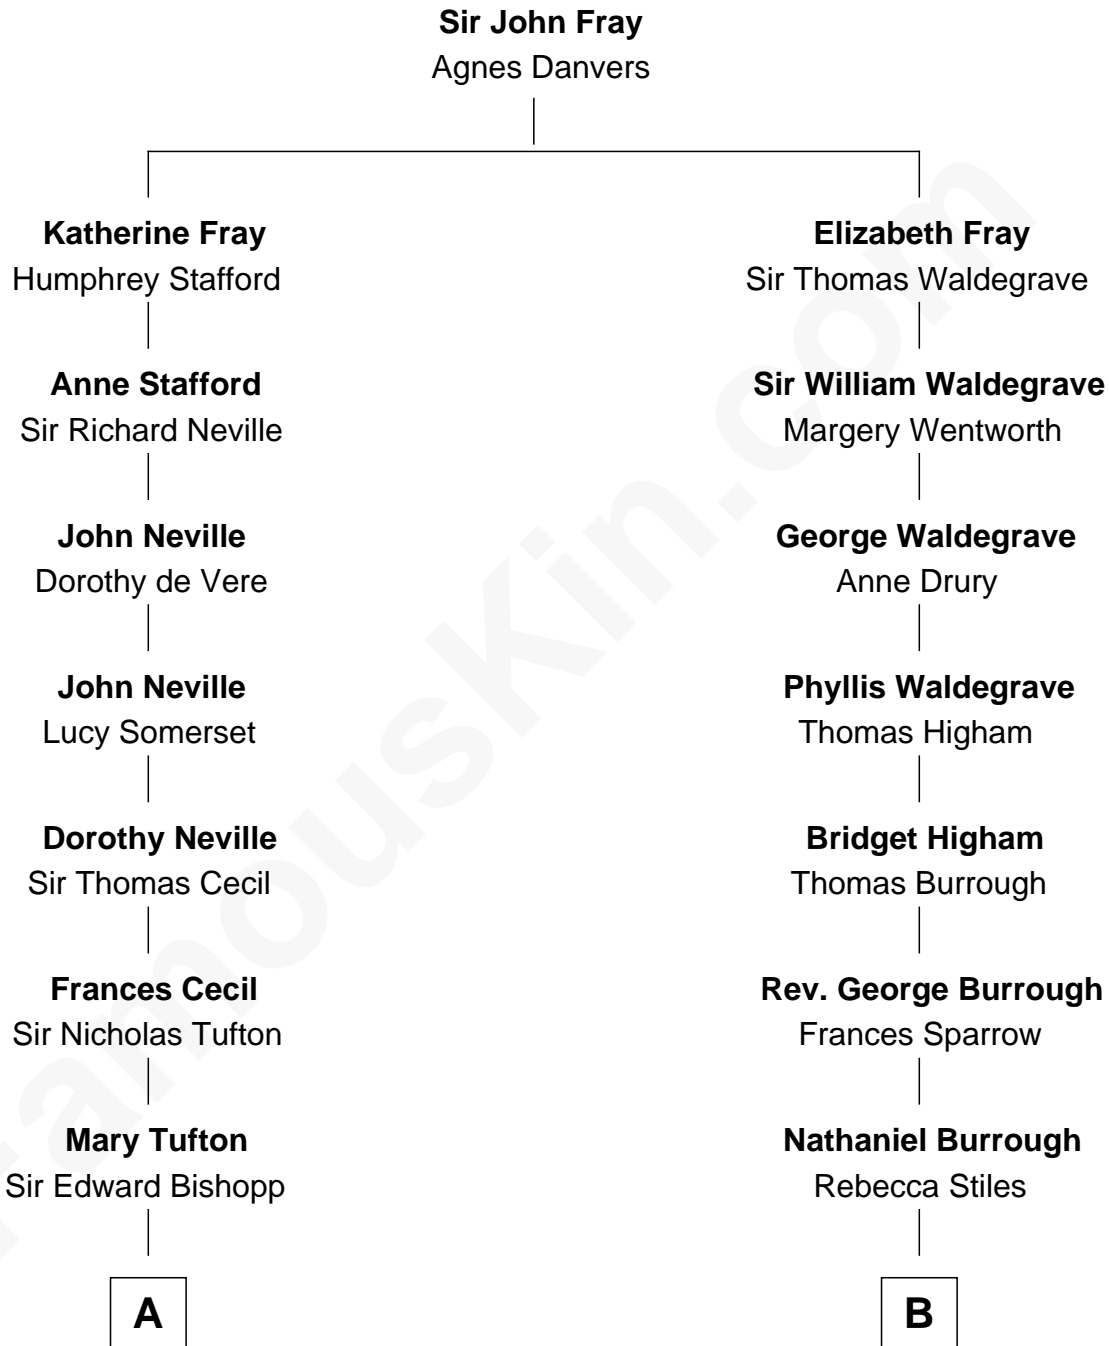 Sir John Fray
Agnes Danvers
Katherine Fray
Humphrey Stafford
Elizabeth Fray
Sir Thomas Waldegrave
Anne Stafford
Sir Richard Neville
Sir William Waldegrave
Margery Wentworth
John Neville
Dorothy de Vere
George Waldegrave
Anne Drury
John Neville
Lucy Somerset
Phyllis Waldegrave
Thomas Higham
Dorothy Neville
Sir Thomas Cecil
Bridget Higham
Thomas Burrough
Frances Cecil
Sir Nicholas Tufton
Rev. George Burrough
Frances Sparrow
Mary Tufton
Sir Edward Bishopp
Nathaniel Burrough
Rebecca Stiles
A
B
FamousKin.com